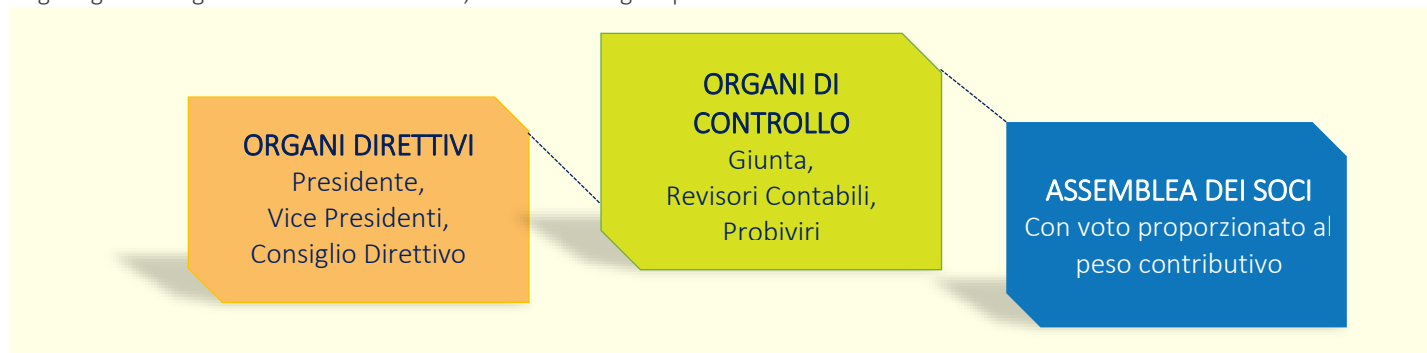 ORGANI DIRETTIVI
Presidente,
Vice Presidenti,
Consiglio Direttivo
ORGANI DI
CONTROLLO
Giunta,
Revisori Contabili,
Probiviri
ASSEMBLEA DEI SOCI
Con voto proporzionato al
peso contributivo